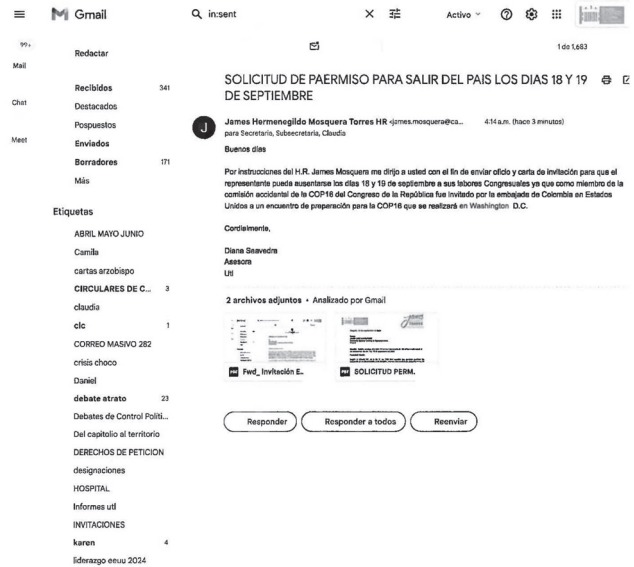 Gmail
in:sent
Activo
99+
Mail
Chat
Meet
Redactar
Recibidos 341
Destacados
Pospuestos
Enviados
Borradores 171
Más
Etiquetas
ABRIL MAYO JUNIO
Camila
cartas arzobispo
CIRCULARES DE C... 3
claudia
clc 1
CORREO MASIVO 282
crisis choco
Daniel
debate atrato 23
Debates de Control Políti...
Del capitolio al territorio
DERECHOS DE PETICION
designaciones
HOSPITAL
Informes utl
INVITACIONES
karen 4
liderazgo eeuu 2024
1 de 1,683
SOLICITUD DE PAERMISO PARA SALIR DEL PAIS LOS DIAS 18 Y 19
DE SEPTIEMBRE
J
James Hermenegildo Mosquera Torres HR <james.mosquera@ca... 4:14 a.m. (hace 3 minutos)
para Secretaria, Subsecretaria, Claudia
Buenos días
Por instrucciones del H.R. James Mosquera me dirijo a usted con el fin de enviar oficio y carta de invitación para que el
representante pueda ausentarse los días 18 y 19 de septiembre a sus labores Congresuales ya que como miembro de la
comisión accidental de la COP16 del Congreso de la República fue invitado por la embajada de Colombia en Estados
Unidos a un encuentro de preparación para la COP16 que se realizará en Washington D.C.
Cordialmente,
Diana Saavedra
Asesora
Utl
2 archivos adjuntos • Analizado por Gmail
PDF Fwd_ Invitación E..
PDF SOLICITUD PERM.
Responder
Responder a todos
Reenviar